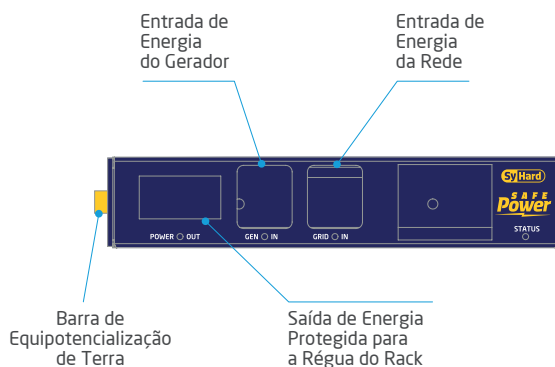 Entrada de
Energia
do Gerador
Entrada de
Energia
da Rede
SyHard
SAFE
Power
STATUS
POWER OUT
GEN IN
GRID IN
Barra de
Equipotencialização
de Terra
Saída de Energia
Protegida para
a Régua do Rack